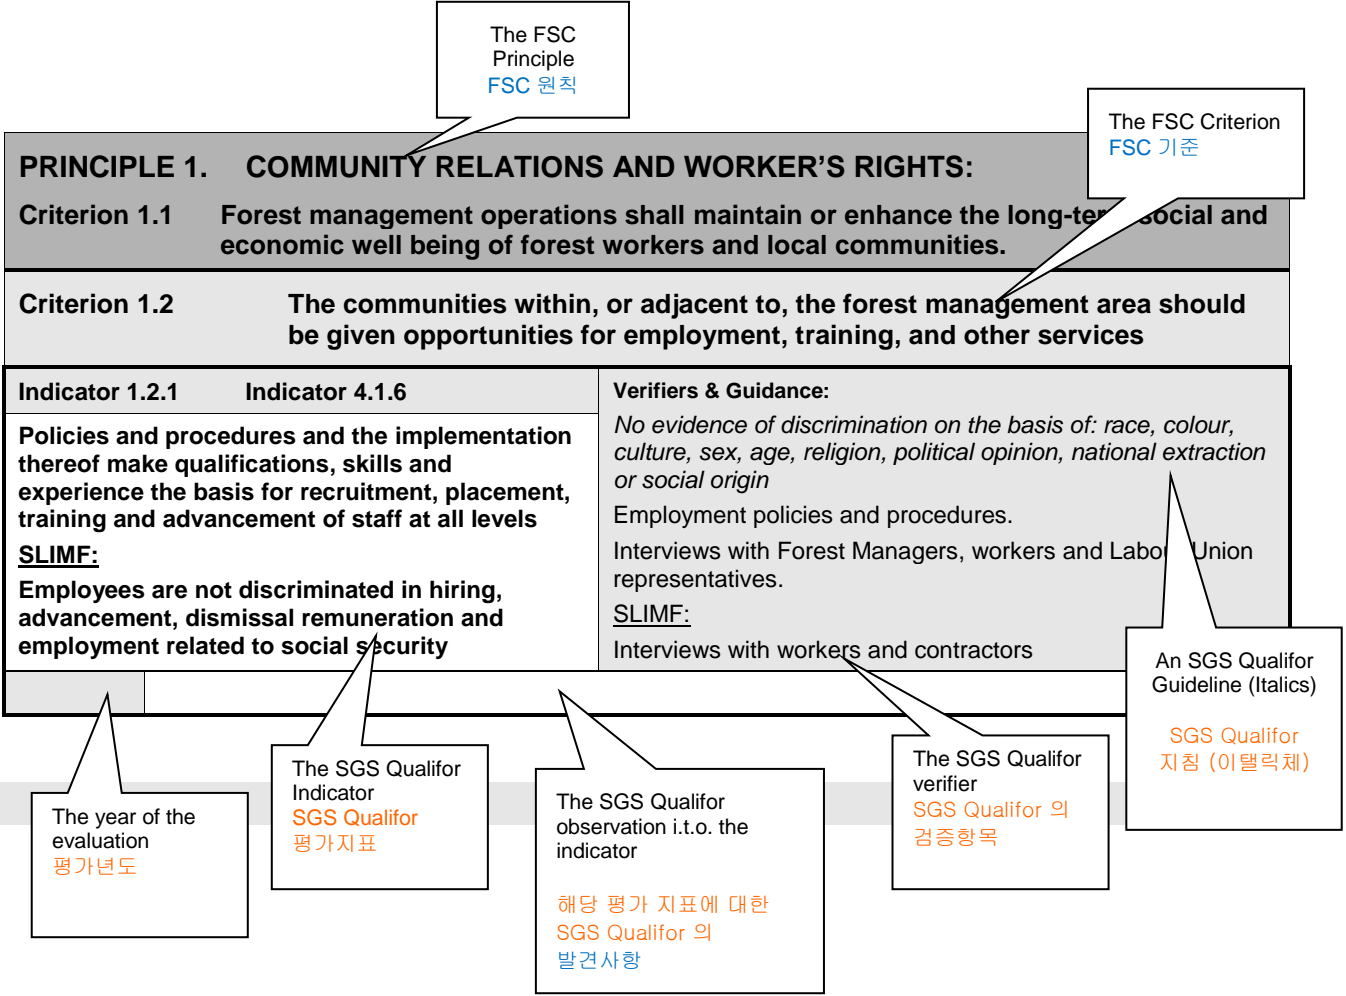 The FSC
Principle
FSC 원칙
The FSC Criterion
FSC 기준
PRINCIPLE 1. COMMUNITY RELATIONS AND WORKER'S RIGHTS:
Criterion 1.1 Forest management operations shall maintain or enhance the long-ter social and
economic well being of forest workers and local communities.
Criterion 1.2 The communities within, or adjacent to, the forest management area should
be given opportunities for employment, training, and other services
Indicator 1.2.1 Indicator 4.1.6
Policies and procedures and the implementation
thereof make qualifications, skills and
experience the basis for recruitment, placement,
training and advancement of staff at all levels
SLIMF:
Employees are not discriminated in hiring,
advancement, dismissal remuneration and
employment related to social security
Verifiers & Guidance:
No evidence of discrimination on the basis of: race, colour,
culture, sex, age, religion, political opinion, national extraction
or social origin
Employment policies and procedures.
Interviews with Forest Managers, workers and Labou Union
representatives.
SLIMF:
Interviews with workers and contractors
An SGS Qualifor
Guideline (Italics)
SGS Qualifor
지침 (이탤릭체)
The SGS Qualifor
verifier
SGS Qualifor 의
검증항목
The SGS Qualifor
Indicator
SGS Qualifor
평가지표
The SGS Qualifor
observation i.t.o. the
indicator
해당 평가 지표에 대한
SGS Qualifor 의
발견사항
The year of the
evaluation
평가년도